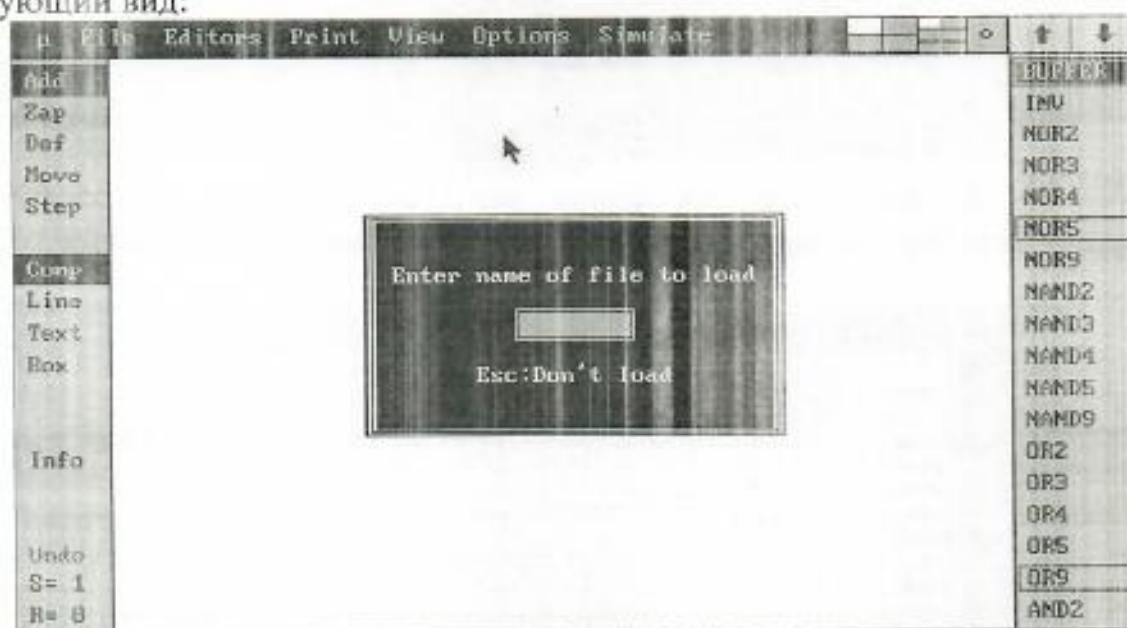 ующий вид:
µ File Editors Print View Options Simulate
Add
Zap
Def
Move
Step
Comp
Line
Text
Box
Info
Undo
S= 1
R= 0
Enter name of file to load
Esc:Don't load
BUFFER
INV
NOR2
NOR3
NOR4
NOR5
NOR9
NAND2
NAND3
NAND4
NAND5
NAND9
OR2
OR3
OR4
OR5
OR9
AND2